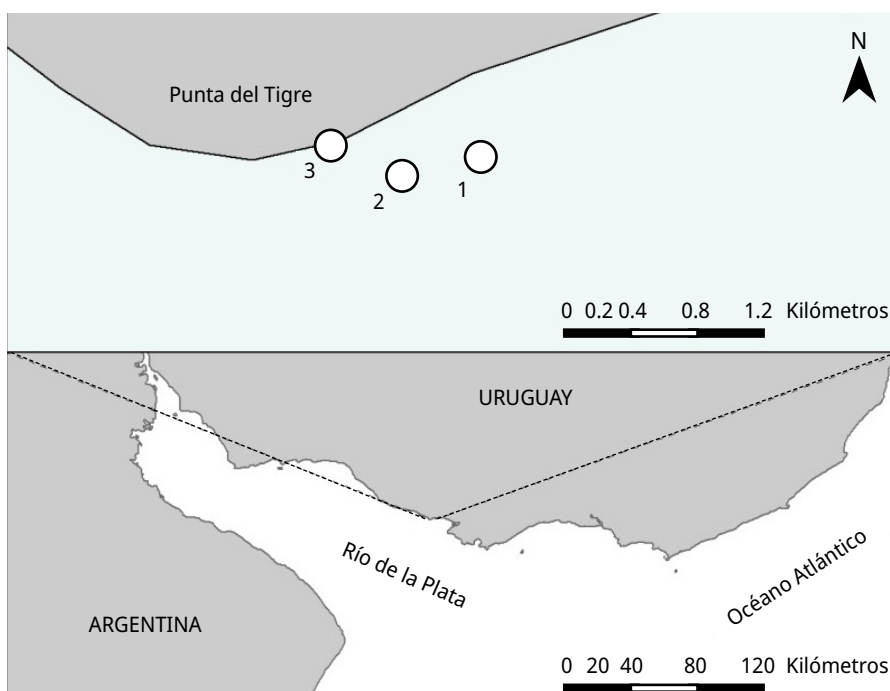 N
Punta del Tigre
3
2
1
0 0.2 0.4 0.8 1.2 Kilómetros
URUGUAY
Río de la Plata
Océano Atlántico
ARGENTINA
0 20 40 80 120 Kilómetros